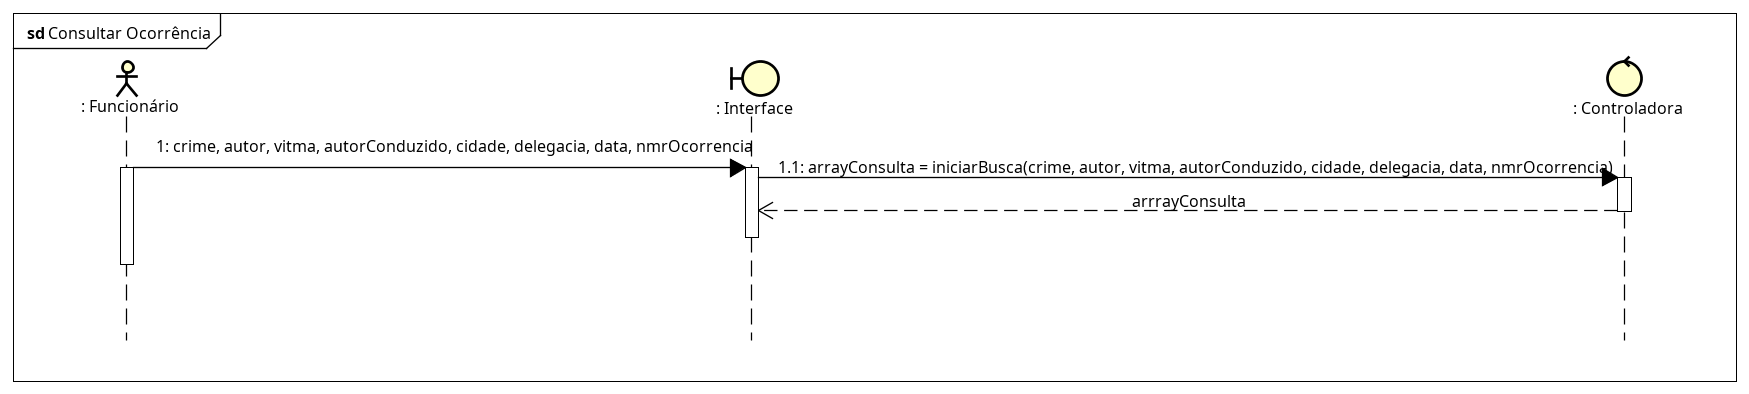 sd Consultar Ocorrência
: Funcionário
: Interface
: Controladora
1: crime, autor, vitma, autorConduzido, cidade, delegacia, data, nmrOcorrencia
1.1: arrayConsulta = iniciarBusca(crime, autor, vitma, autorConduzido, cidade, delegacia, data, nmrOcorrencia)
arrrayConsulta